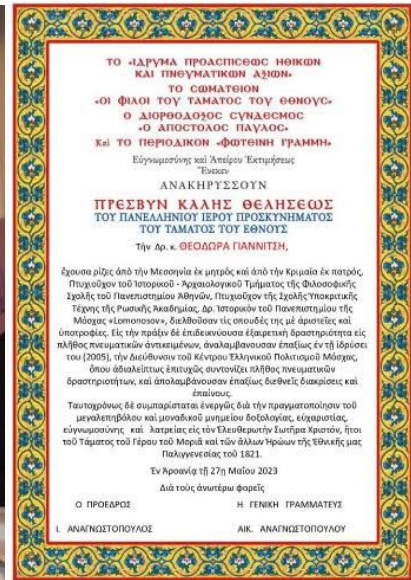 ΤΟ «ΙΔΡΥΜΑ ΠΡΟΑΣΠΙΣΕΩΣ ΗΘΙΚΩΝ
ΚΑΙ ΠΝΕΥΜΑΤΙΚΩΝ ΑΞΙΩΝ»
ΤΟ ΣΩΜΑΤΕΙΟΝ
«ΟΙ ΦΙΛΟΙ ΤΟΥ ΤΑΜΑΤΟΣ ΤΟΥ ΕΘΝΟΥΣ»
Ο ΔΙΟΡΘΟΔΟΞΟΣ ΣΥΝΔΕΣΜΟΣ
«Ο ΑΠΟΣΤΟΛΟΣ ΠΑΥΛΟΣ»
Καὶ ΤΟ ΠΕΡΙΟΔΙΚΟΝ «ΦΩΤΕΙΝΗ ΓΡΑΜΜΗ»
Εὐγνωμοσύνης καὶ Ἀπείρου Ἐκτιμήσεως
Ἕνεκεν
ΑΝΑΚΗΡΥΣΣΟΥΝ
ΠΡΕΣΒΥΝ ΚΑΛΗΣ ΘΕΛΗΣΕΩΣ
ΤΟΥ ΠΑΝΕΛΛΗΝΙΟΥ ΙΕΡΟΥ ΠΡΟΣΚΥΝΗΜΑΤΟΣ
ΤΟΥ ΤΑΜΑΤΟΣ ΤΟΥ ΕΘΝΟΥΣ
Τήν Δρ. κ. ΘΕΟΔΩΡΑ ΓΙΑΝΝΙΤΣΗ,
ἔχουσα ρίζες ἀπὸ τὴν Μεσσηνία ἐκ μητρὸς καὶ ἀπὸ τὴν Κριμαία ἐκ πατρός,
Πτυχιοῦχον τοῦ Ἱστορικοῦ - Ἀρχαιολογικοῦ Τμήματος τῆς Φιλοσοφικῆς
Σχολῆς τοῦ Πανεπιστημίου Ἀθηνῶν, Πτυχιοῦχον τῆς Σχολῆς Ὑποκριτικῆς
Τέχνης τῆς Ρωσικῆς Ἀκαδημίας, Δρ. Ἱστορικὸν τοῦ Πανεπιστημίου τῆς
Μόσχας «Lomonosov», διελθοῦσαν τὶς σπουδές της μὲ ἀριστεῖες καὶ
ὑποτροφίες. Εἰς τὴν πρᾶξιν δὲ ἐπιδεικνύουσα ἐξαιρετικὴ δραστηριότητα εἰς
πλῆθος πνευματικῶν ἀντικειμένων, ἀναλαμβάνουσαν ἐπαξίως ἐν τῇ ἱδρύσει
του (2005), τὴν Διεύθυνσιν τοῦ Κέντρου Ἑλληνικοῦ Πολιτισμοῦ Μόσχας,
ὅπου ἀδιαλείπτως ἐπιτυχῶς συντονίζει πλῆθος πνευματικῶν
δραστηριοτήτων, καὶ ἀπολαμβάνουσαν ἐπαξίως διεθνεῖς διακρίσεις καὶ
ἐπαίνους.
Ταυτοχρόνως δὲ συμπαρίσταται ἐνεργῶς διὰ τὴν πραγματοποίησιν τοῦ
μεγαλεπηβόλου καὶ μοναδικοῦ μνημείου δοξολογίας, εὐχαριστίας,
εὐγνωμοσύνης καὶ λατρείας εἰς τὸν Ἐλευθερωτὴν Σωτῆρα Χριστόν, ἤτοι
τοῦ Τάματος τοῦ Γέρου τοῦ Μοριᾶ καὶ τῶν ἄλλων Ἡρώων τῆς Ἐθνικῆς μας
Παλιγγενεσίας τοῦ 1821.
Ἐν Ἀροανίᾳ τῇ 27ῃ Μαΐου 2023
Διὰ τοὺς ἀνωτέρω φορεῖς
Ο ΠΡΟΕΔΡΟΣ Η ΓΕΝΙΚΗ ΓΡΑΜΜΑΤΕΥΣ
Ι. ΑΝΑΓΝΩΣΤΟΠΟΥΛΟΣ ΑΙΚ. ΑΝΑΓΝΩΣΤΟΠΟΥΛΟΥ